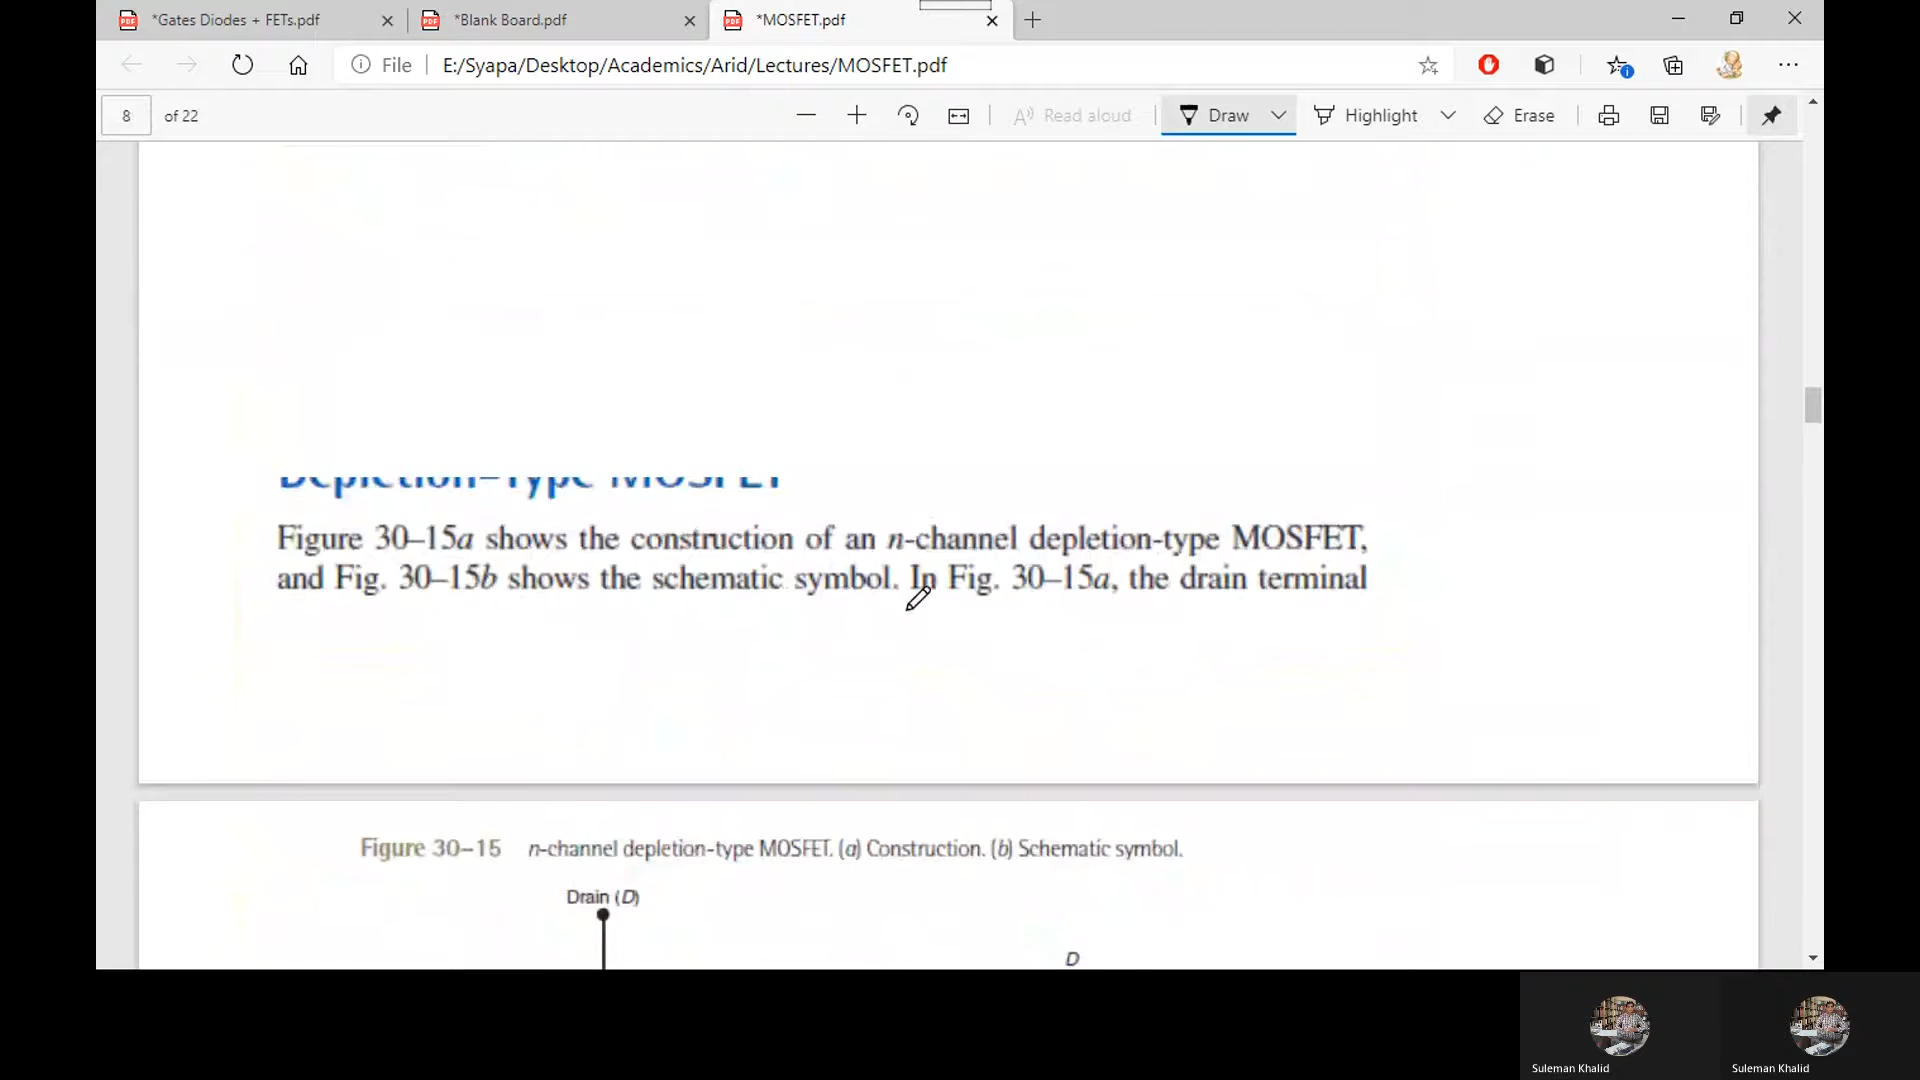 *Gates Diodes + FETs.pdf
*Blank Board.pdf
*MOSFET.pdf
File
E:/Syapa/Desktop/Academics/Arid/Lectures/MOSFET.pdf
8 of 22
Read aloud
Draw
Highlight
Erase
Depletion-Type MOSFET
Figure 30–15a shows the construction of an n-channel depletion-type MOSFET,
and Fig. 30–15b shows the schematic symbol. In Fig. 30–15a, the drain terminal
Figure 30–15 n-channel depletion-type MOSFET. (a) Construction. (b) Schematic symbol.
Drain (D)
D
Suleman Khalid
Suleman Khalid